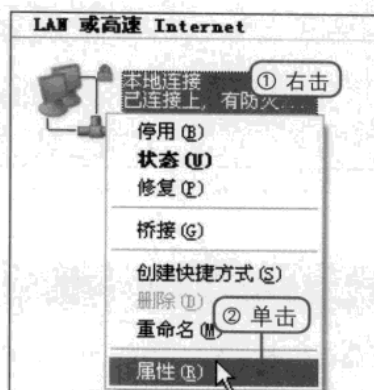 LAN 或高速 Internet
本地连接
① 右击
已连接上，有防火...
停用(B)
状态(U)
修复(P)
桥接(G)
创建快捷方式(S)
删除(D)
重命名(M)
② 单击
属性(R)